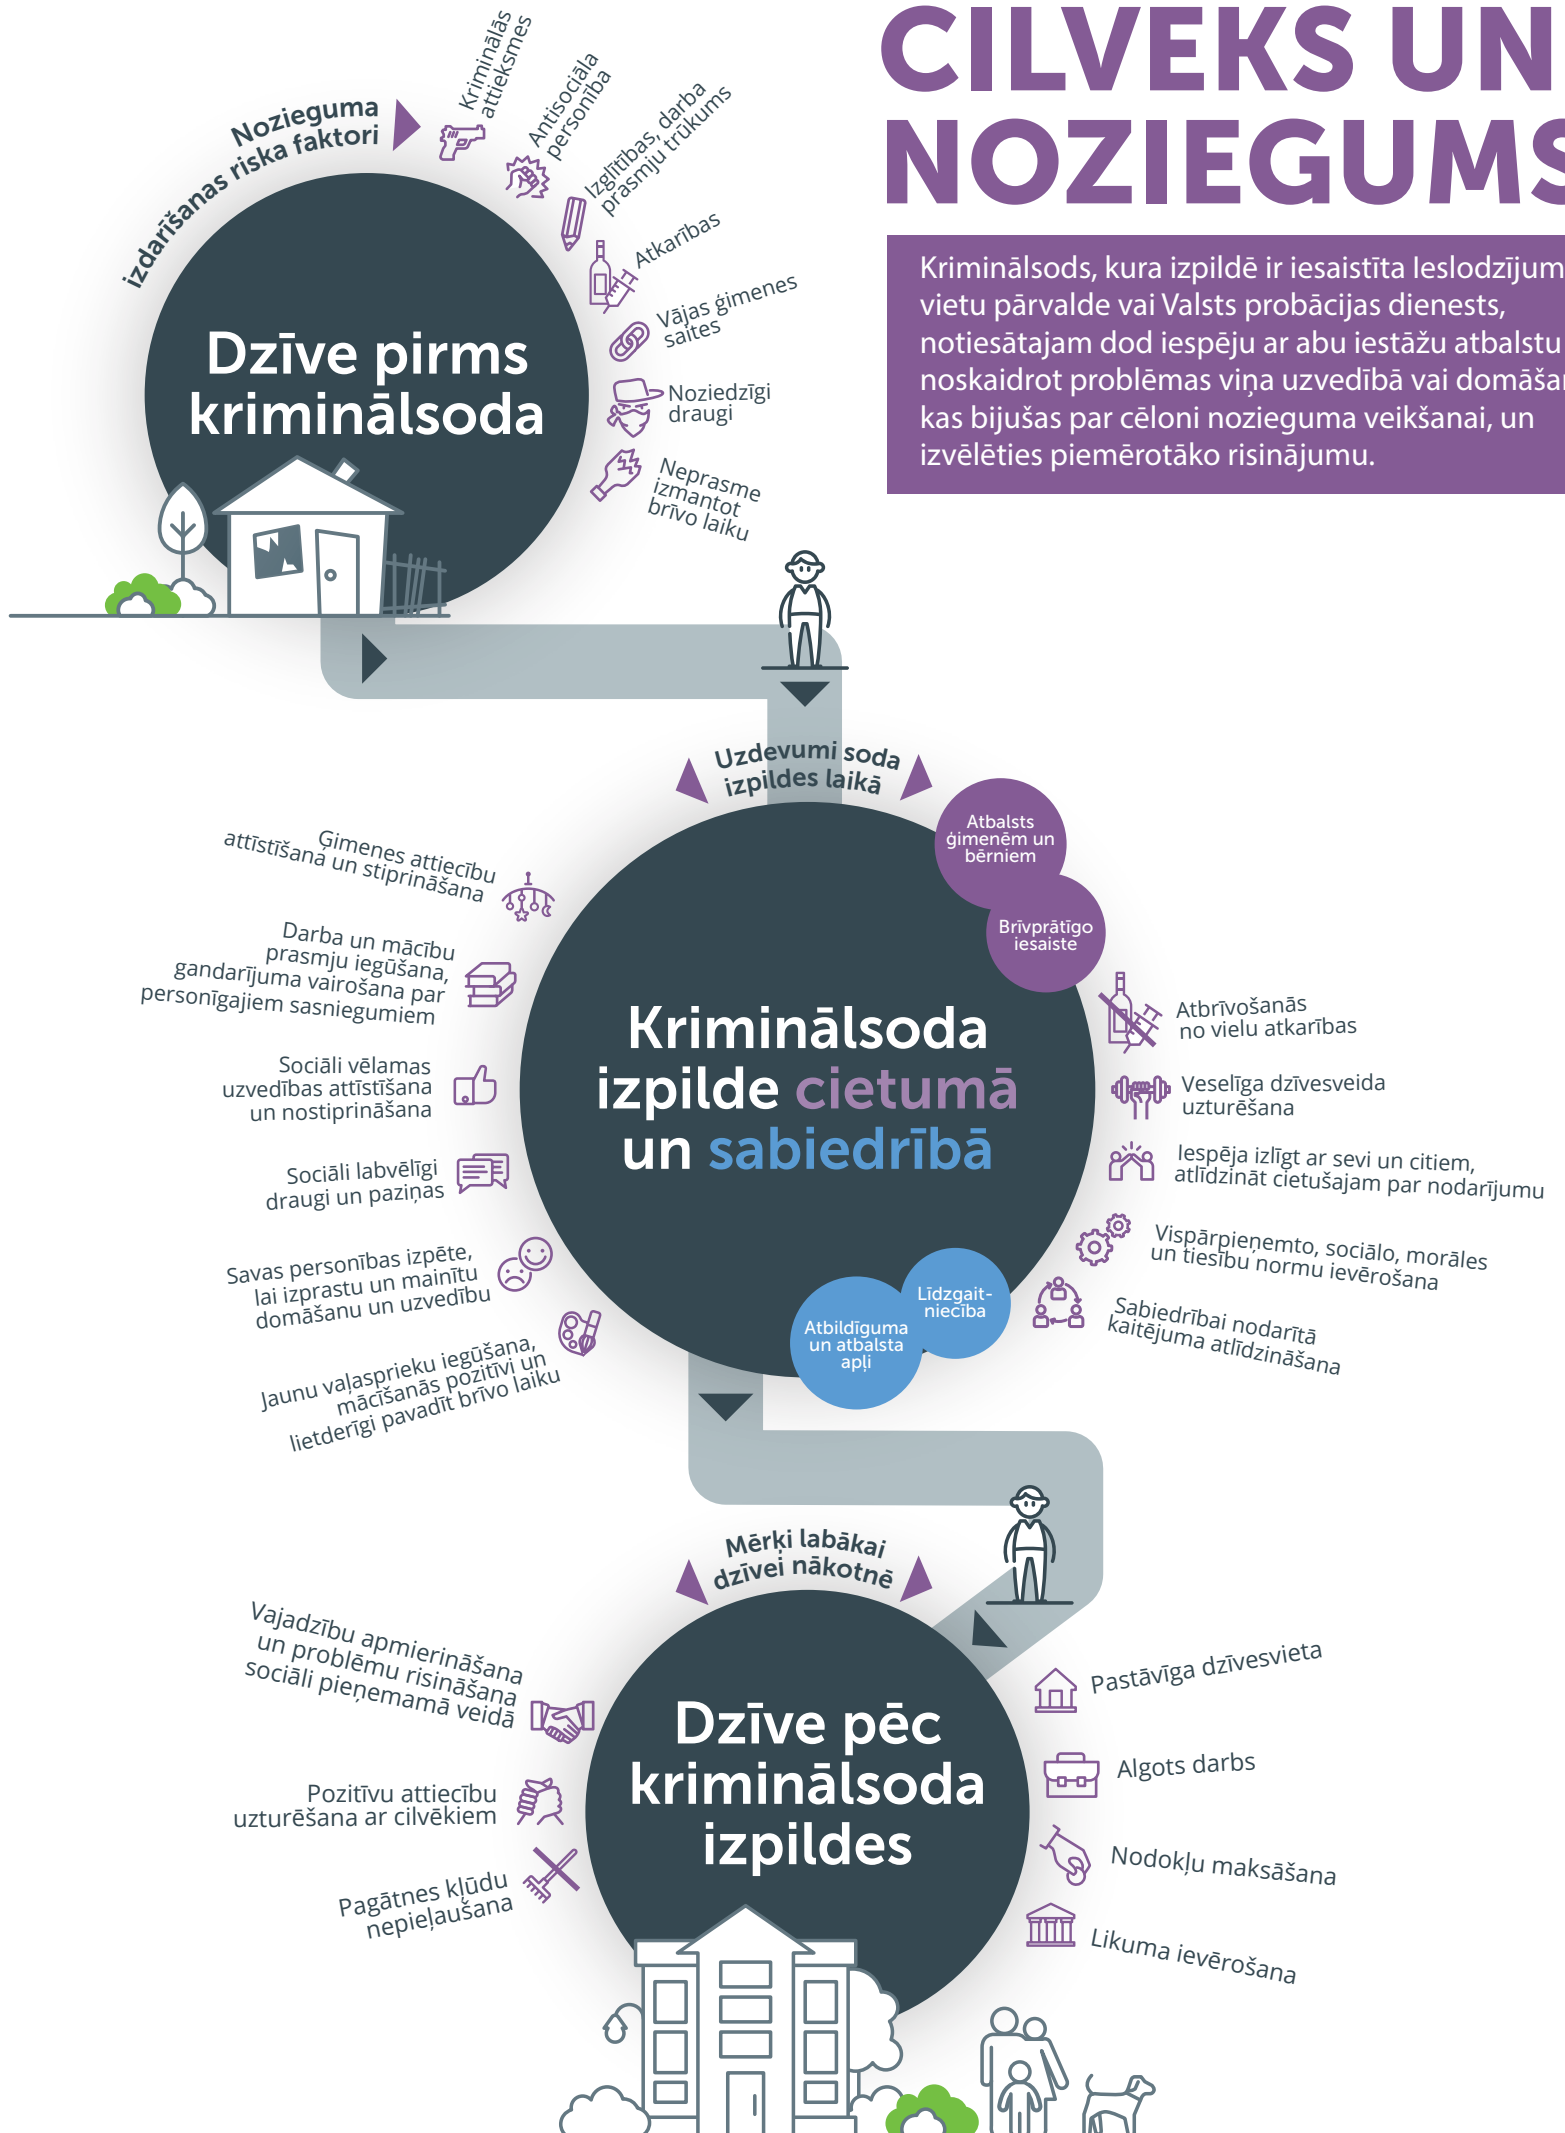 CILVEKS UN
NOZIEGUMS
Kriminālsods, kura izpildē ir iesaistīta Ieslodzījum
vietu pārvalde vai Valsts probācijas dienests,
notiesātajam dod iespēju ar abu iestāžu atbalstu
noskaidrot problēmas viņa uzvedībā vai domāšan
kas bijušas par cēloni nozieguma veikšanai, un
izvēlēties piemērotāko risinājumu.
Nozieguma
izdarīšanas riska faktori
Kriminālās
attieksmes
Antisociāla
personība
Izglītības, darba
prasmju trūkums
Atkarības
Vājas ģimenes
saites
Noziedzīgi
draugi
Neprasme
izmantot
brīvo laiku
Dzīve pirms
kriminālsoda
Uzdevumi soda
izpildes laikā
Atbalsts
ģimenēm un
bērniem
Brīvprātīgo
iesaiste
Ģimenes attiecību
attīstīšana un stiprināšana
Darba un mācību
prasmju iegūšana,
gandarījuma vairošana par
personīgajiem sasniegumiem
Sociāli vēlamas
uzvedības attīstīšana
un nostiprināšana
Sociāli labvēlīgi
draugi un paziņas
Savas personības izpēte,
lai izprastu un mainītu
domāšanu un uzvedību
Jaunu vaļasprieku iegūšana,
mācīšanās pozitīvi un
lietderīgi pavadīt brīvo laiku
Kriminālsoda
izpilde cietumā
un sabiedrībā
Atbrīvošanās
no vielu atkarības
Veselīga dzīvesveida
uzturēšana
Iespēja izlīgt ar sevi un citiem,
atlīdzināt cietušajam par nodarījumu
Vispārpieņemto, sociālo, morāles
un tiesību normu ievērošana
Sabiedrībai nodarītā
kaitējuma atlīdzināšana
Līdzgait-
niecība
Atbildīguma
un atbalsta
apļi
Mērķi labākai
dzīvei nākotnē
Vajadzību apmierināšana
un problēmu risināšana
sociāli pieņemamā veidā
Pozitīvu attiecību
uzturēšana ar cilvēkiem
Pagātnes kļūdu
nepieļaušana
Dzīve pēc
kriminālsoda
izpildes
Pastāvīga dzīvesvieta
Algots darbs
Nodokļu maksāšana
Likuma ievērošana